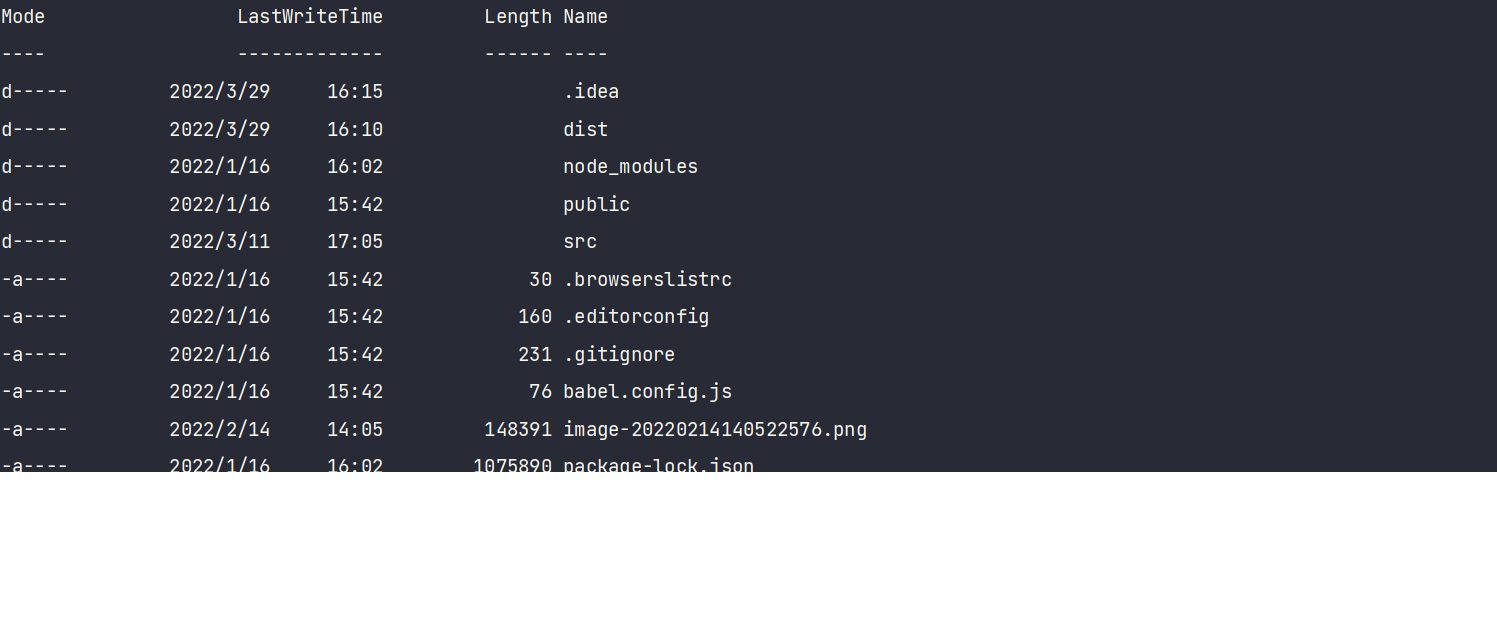 Mode                 LastWriteTime         Length Name
----                 -------------         ------ ----
d-----         2022/3/29     16:15                .idea
d-----         2022/3/29     16:10                dist
d-----         2022/1/16     16:02                node_modules
d-----         2022/1/16     15:42                public
d-----         2022/3/11     17:05                src
-a----         2022/1/16     15:42             30 .browserslistrc
-a----         2022/1/16     15:42            160 .editorconfig
-a----         2022/1/16     15:42            231 .gitignore
-a----         2022/1/16     15:42             76 babel.config.js
-a----         2022/2/14     14:05         148391 image-20220214140522576.png
-a----         2022/1/16     16:02        1075890 package-lock.json